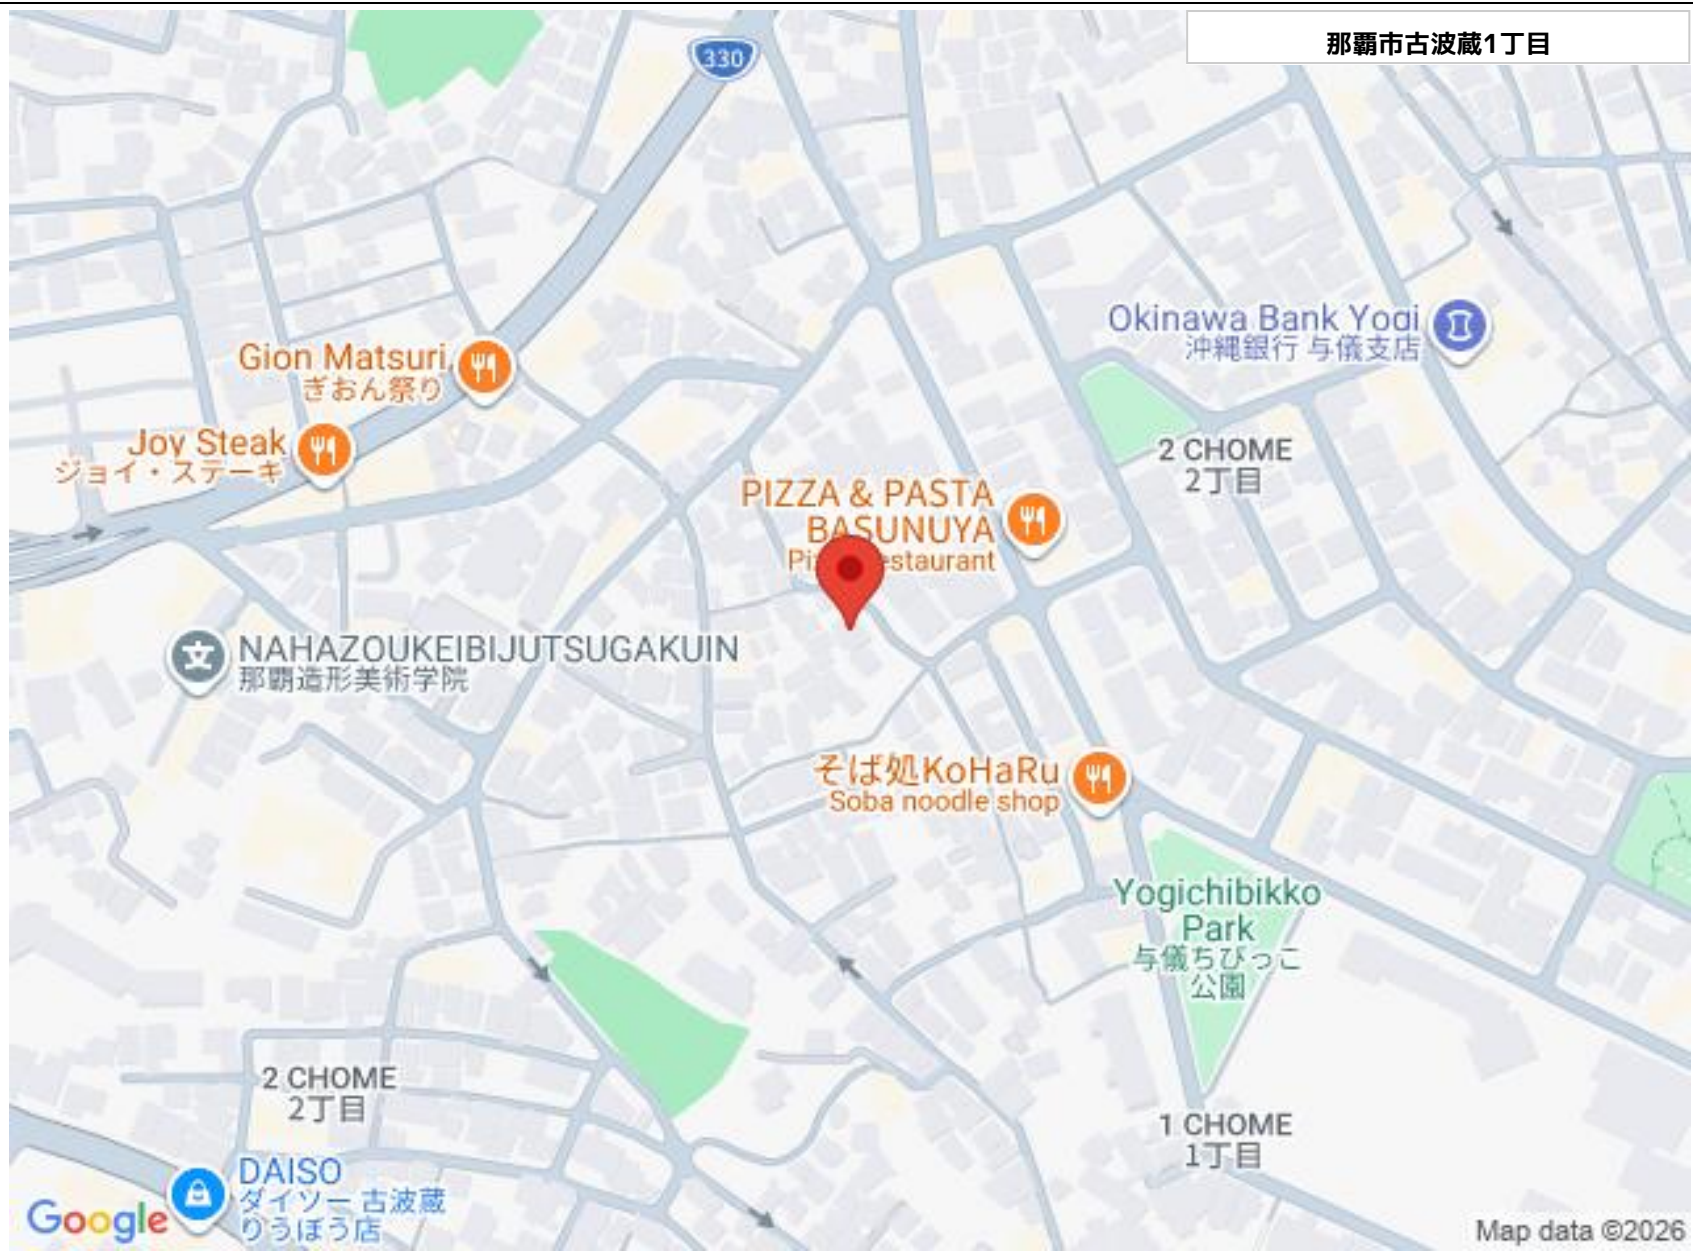 那覇市古波蔵1丁目
330
Okinawa Bank Yogi
沖縄銀行 与儀支店
Gion Matsuri
ぎおん祭り
Joy Steak
ジョイ・ステーキ
2 CHOME
2丁目
PIZZA & PASTA
BASUNUYA
NAHAZOUKEIBIJUTSUGAKUIN
那覇造形美術学院
そば処KoHaRu
Soba noodle shop
Yogichibikko
Park
与儀ちびっこ
公園
2 CHOME
2丁目
1 CHOME
1丁目
DAISO
ダイソー 古波蔵
りうぼう店
Google
Map data ©2026